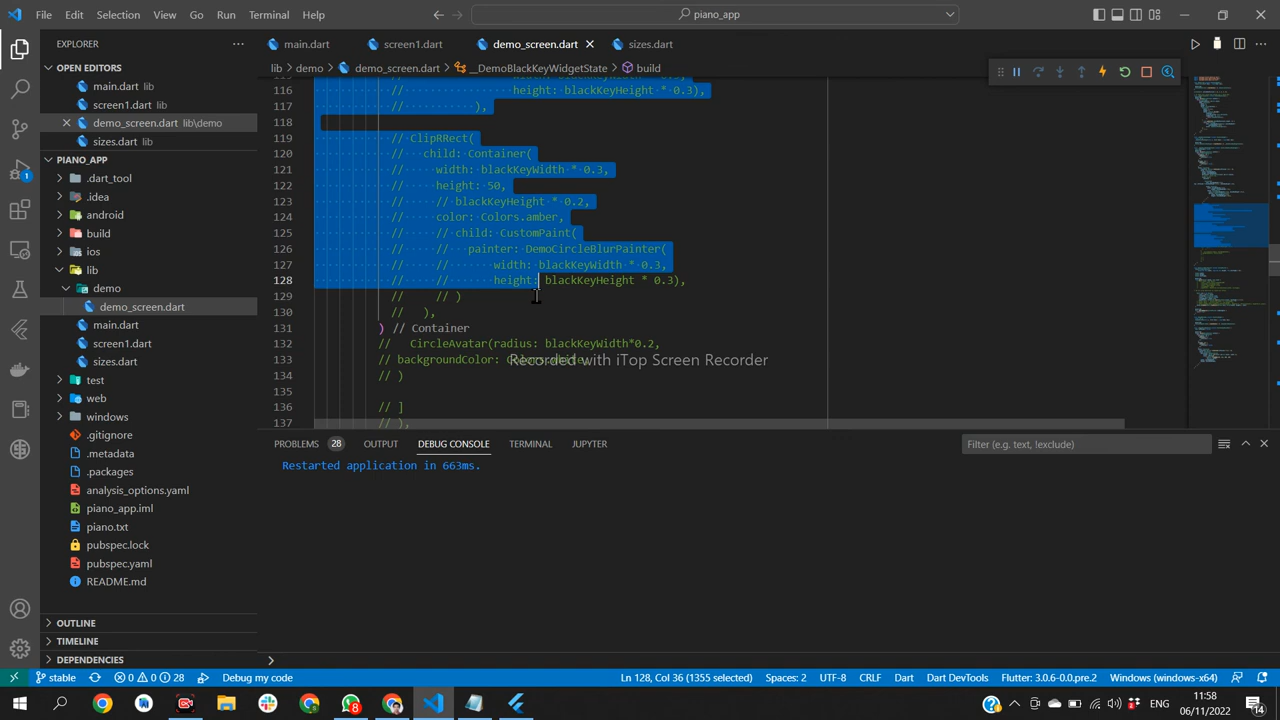 File Edit Selection View Go Run Terminal Help
piano_app
EXPLORER
main.dart
screen1.dart
demo_screen.dart
sizes.dart
OPEN EDITORS
main.dart lib
screen1.dart lib
demo_screen.dart lib\demo
sizes.dart lib
lib > demo > demo_screen.dart > __DemoBlackKeyWidgetState > build
PIANO_APP
.dart_tool
.idea
android
build
ios
lib
demo
demo_screen.dart
main.dart
screen1.dart
sizes.dart
test
web
windows
.gitignore
.metadata
.packages
analysis_options.yaml
piano_app.iml
piano.txt
pubspec.lock
pubspec.yaml
README.md
OUTLINE
TIMELINE
DEPENDENCIES
116 // height: blackKeyHeight * 0.3),
117 // ),
118
119 // ClipRRect(
120 // child: Container(
121 // width: blackKeyWidth * 0.3,
122 // height: 50,
123 // // blackKeyHeight * 0.2,
124 // color: Colors.amber,
125 // // child: CustomPaint(
126 // // painter: DemoCircleBlurPainter(
127 // // width: blackKeyWidth * 0.3,
128 // // height: blackKeyHeight * 0.3),
129 // // )
130 // ),
131 ) // Container
132 // CircleAvatar(radius: blackKeyWidth*0.2,
133 // backgroundColor:
134 // )
135
136 // ]
137 // ),
Recorded with iTop Screen Recorder
PROBLEMS 28 OUTPUT DEBUG CONSOLE TERMINAL JUPYTER
Filter (e.g. text, !exclude)
Restarted application in 663ms.
stable 0 0 28 Debug my code
Ln 128, Col 36 (1355 selected) Spaces: 2 UTF-8 CRLF Dart Dart DevTools Flutter: 3.0.6-0.0.pre.2 Windows (windows-x64)
11:58
06/11/2022